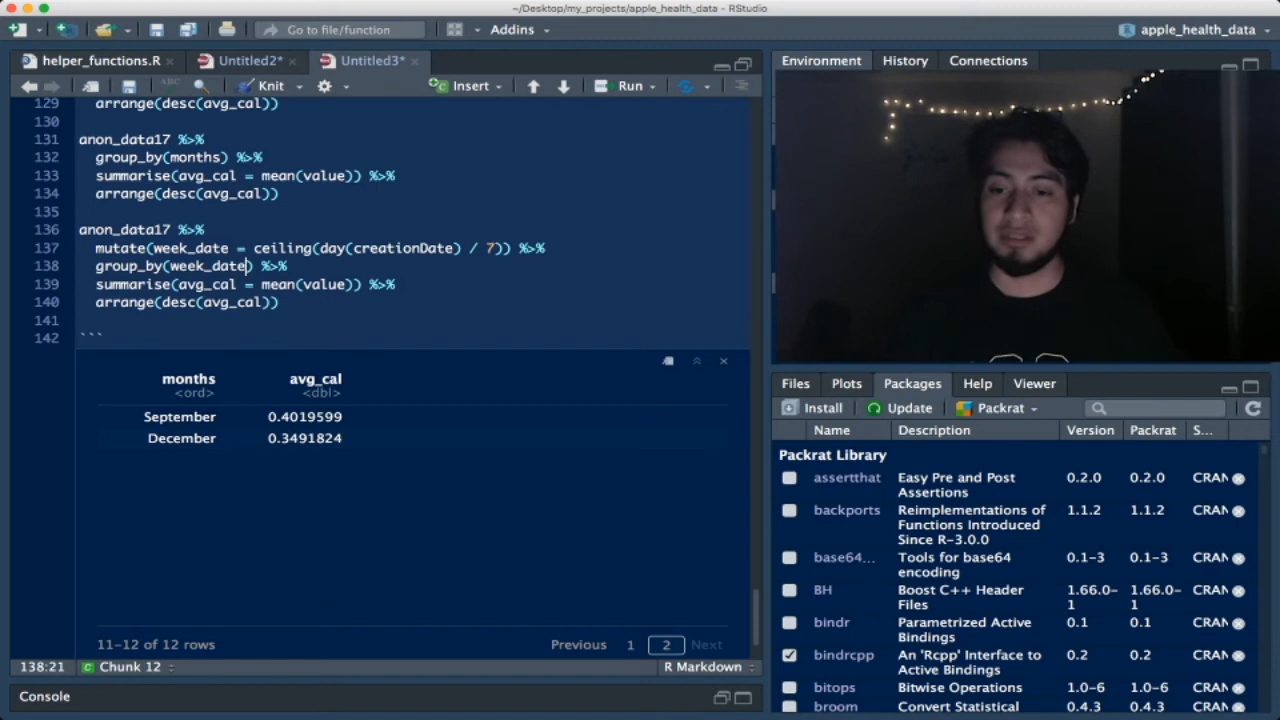 ~/Desktop/my_projects/apple_health_data - RStudio
Go to file/function
Addins
apple_health_data
helper_functions.R
Untitled2*
Untitled3*
ABC
Knit
Insert
Run
129 arrange(desc(avg_cal))
130
131 anon_data17 %>%
132 group_by(months) %>%
133 summarise(avg_cal = mean(value)) %>%
134 arrange(desc(avg_cal))
135
136 anon_data17 %>%
137 mutate(week_date = ceiling(day(creationDate) / 7)) %>%
138 group_by(week_date) %>%
139 summarise(avg_cal = mean(value)) %>%
140 arrange(desc(avg_cal))
141
142 ```
months avg_cal
<ord> <dbl>
September 0.4019599
December 0.3491824
11-12 of 12 rows Previous 1 2 Next
138:21 Chunk 12 R Markdown
Console
Environment History Connections
Files Plots Packages Help Viewer
Install Update Packrat
Name Description Version Packrat S...
Packrat Library
assertthat Easy Pre and Post Assertions 0.2.0 0.2.0 CRAN
backports Reimplementations of Functions Introduced Since R-3.0.0 1.1.2 1.1.2 CRAN
base64... Tools for base64 encoding 0.1-3 0.1-3 CRAN
BH Boost C++ Header Files 1.66.0-1 1.66.0-1 CRAN
bindr Parametrized Active Bindings 0.1 0.1 CRAN
bindrcpp An 'Rcpp' Interface to Active Bindings 0.2 0.2 CRAN
bitops Bitwise Operations 1.0-6 1.0-6 CRAN
broom Convert Statistical 0.4.3 0.4.3 CRAN